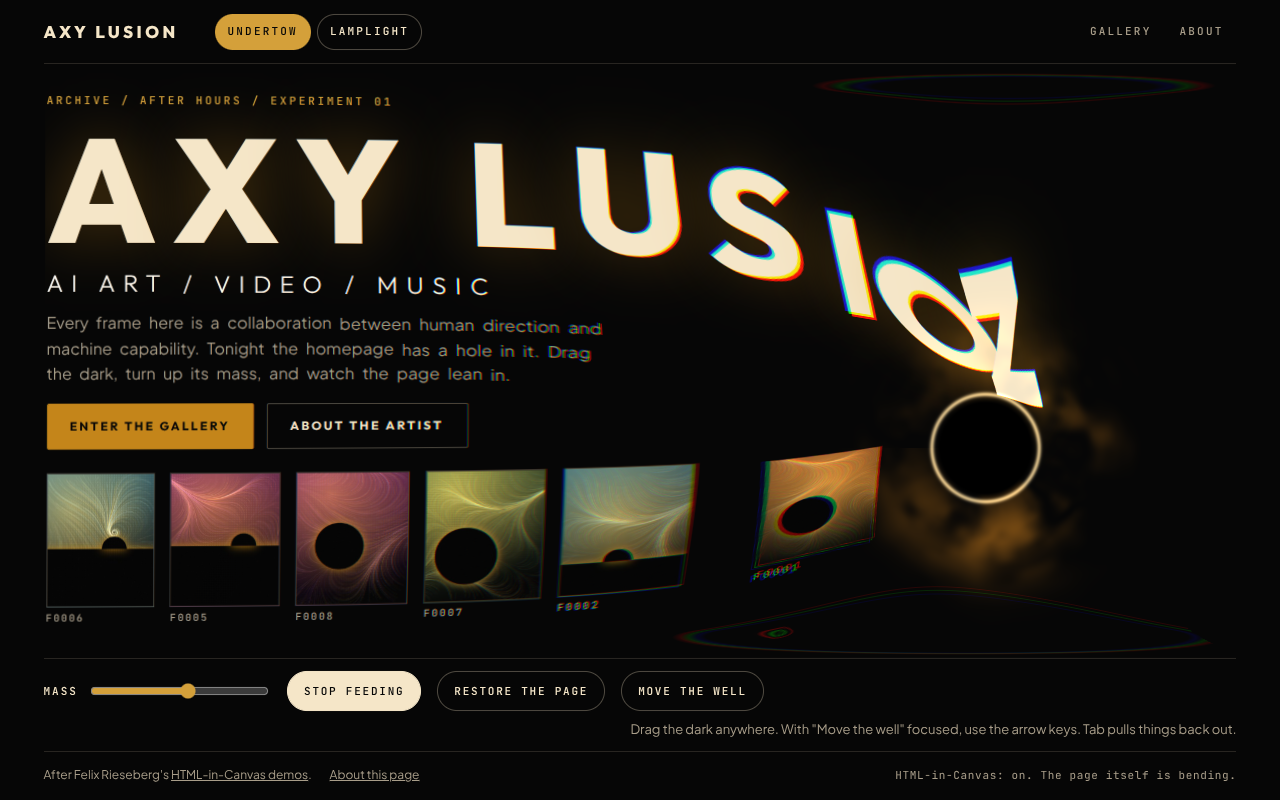 AXY LUSION
UNDERTOW
LAMPLIGHT
GALLERY
ABOUT
ARCHIVE / AFTER HOURS / EXPERIMENT 01
AXY LUSION
AI ART / VIDEO / MUSIC
Every frame here is a collaboration between human direction and
machine capability. Tonight the homepage has a hole in it. Drag
the dark, turn up its mass, and watch the page lean in.
ENTER THE GALLERY
ABOUT THE ARTIST
F0006
F0005
F0008
F0007
F0002
F0001
MASS
STOP FEEDING
RESTORE THE PAGE
MOVE THE WELL
Drag the dark anywhere. With "Move the well" focused, use the arrow keys. Tab pulls things back out.
After Felix Rieseberg's HTML-in-Canvas demos.
About this page
HTML-in-Canvas: on. The page itself is bending.